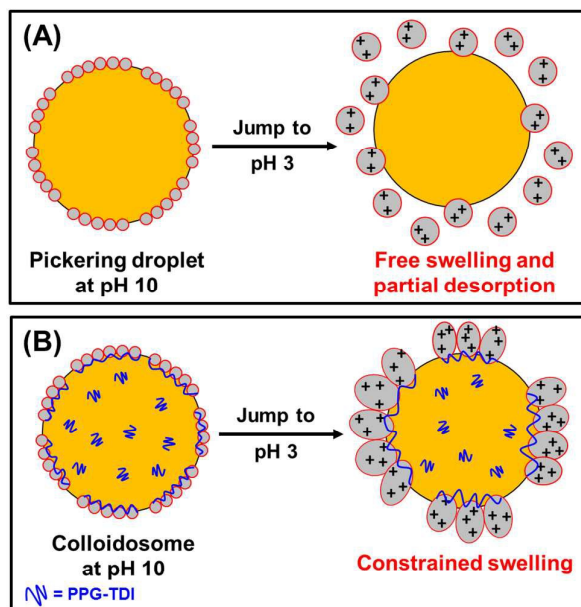 (A)
Jump to
pH 3
Pickering droplet
at pH 10
Free swelling and
partial desorption
(B)
Jump to
pH 3
Colloidosome
at pH 10
Constrained swelling
= PPG-TDI